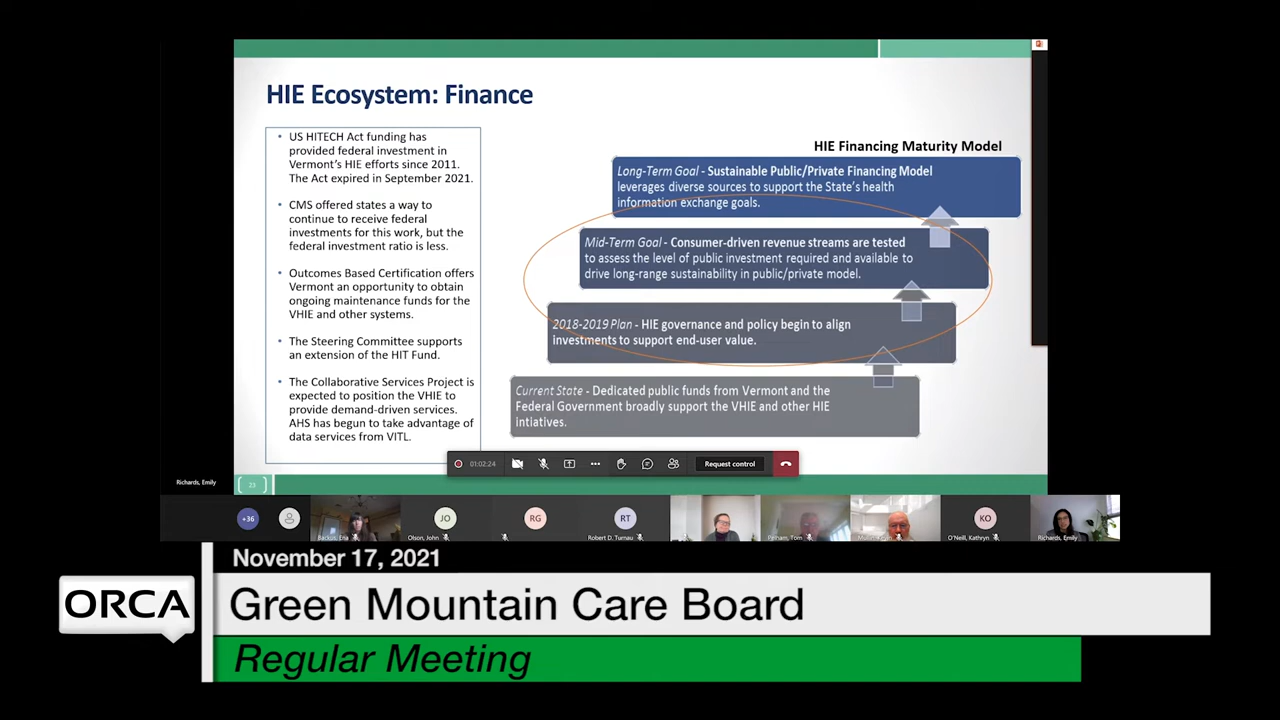 HIE Ecosystem: Finance
• US HITECH Act funding has
provided federal investment in
Vermont's HIE efforts since 2011.
The Act expired in September 2021.
• CMS offered states a way to
continue to receive federal
investments for this work, but the
federal investment ratio is less.
• Outcomes Based Certification offers
Vermont an opportunity to obtain
ongoing maintenance funds for the
VHIE and other systems.
• The Steering Committee supports
an extension of the HIT Fund.
• The Collaborative Services Project is
expected to position the VHIE to
provide demand-driven services.
AHS has begun to take advantage of
data services from VITL.
HIE Financing Maturity Model
Long-Term Goal - Sustainable Public/Private Financing Model
leverages diverse sources to support the State's health
information exchange goals.
Mid-Term Goal - Consumer-driven revenue streams are tested
to assess the level of public investment required and available to
drive long-range sustainability in public/private model.
2018-2019 Plan - HIE governance and policy begin to align
investments to support end-user value.
Current State - Dedicated public funds from Vermont and the
Federal Government broadly support the VHIE and other HIE
intiatives.
01:02:24
Request control
Richards, Emily
23
+36
JO
RG
RT
KO
Olson, John
Robert D. Turnau
Pelham, Tom
O'Neill, Kathryn
Richards, Emily
November 17, 2021
ORCA
Green Mountain Care Board
Regular Meeting